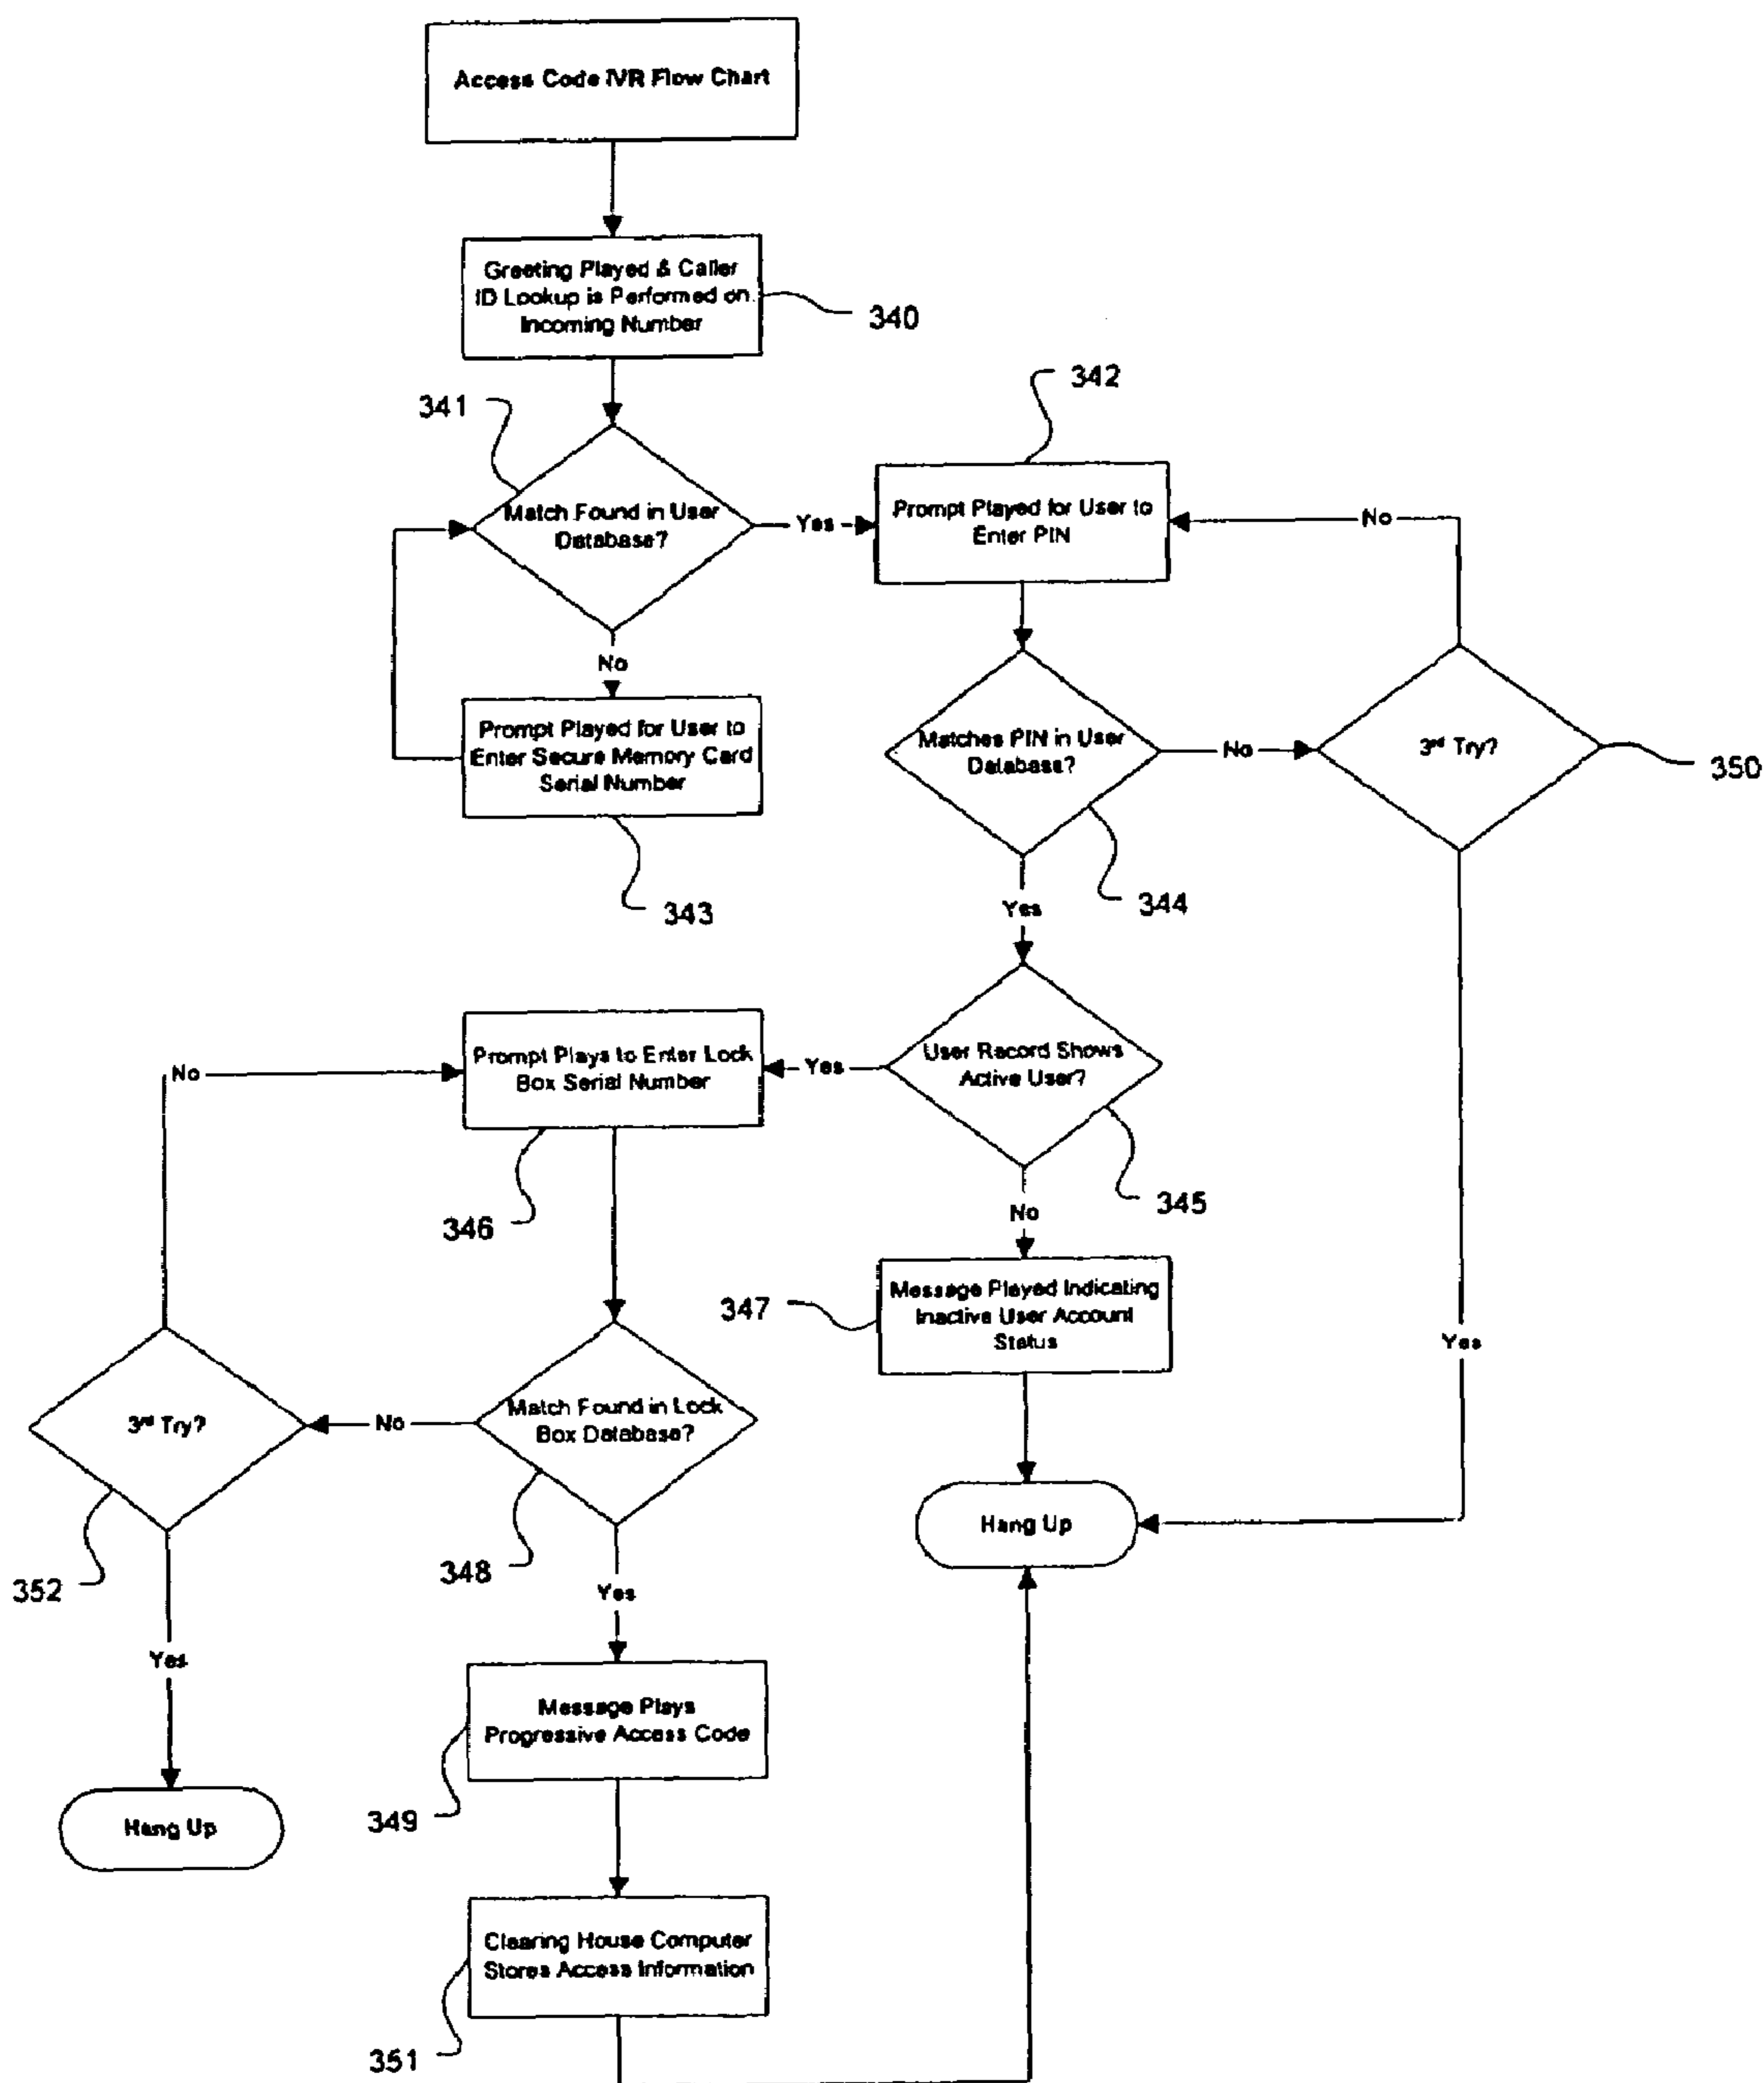 Access Code IVR Flow Chart
Greeting Played & Caller
ID Lookup is Performed on
Incoming Number
340
341
342
Match Found in User
Database?
Yes
Prompt Played for User to
Enter PIN
No
No
Prompt Played for User to
Enter Secure Memory Card
Serial Number
343
Matches PIN in User
Database?
No
3rd Try?
350
344
Yes
Prompt Plays to Enter Lock
Box Serial Number
Yes
User Record Shows
Active User?
No
346
345
No
347
Message Played Indicating
Inactive User Account
Status
Yes
3rd Try?
No
Match Found in Lock
Box Database?
Hang Up
352
348
Yes
Yes
Message Plays
Progressive Access Code
349
Hang Up
Clearing House Computer
Stores Access Information
351